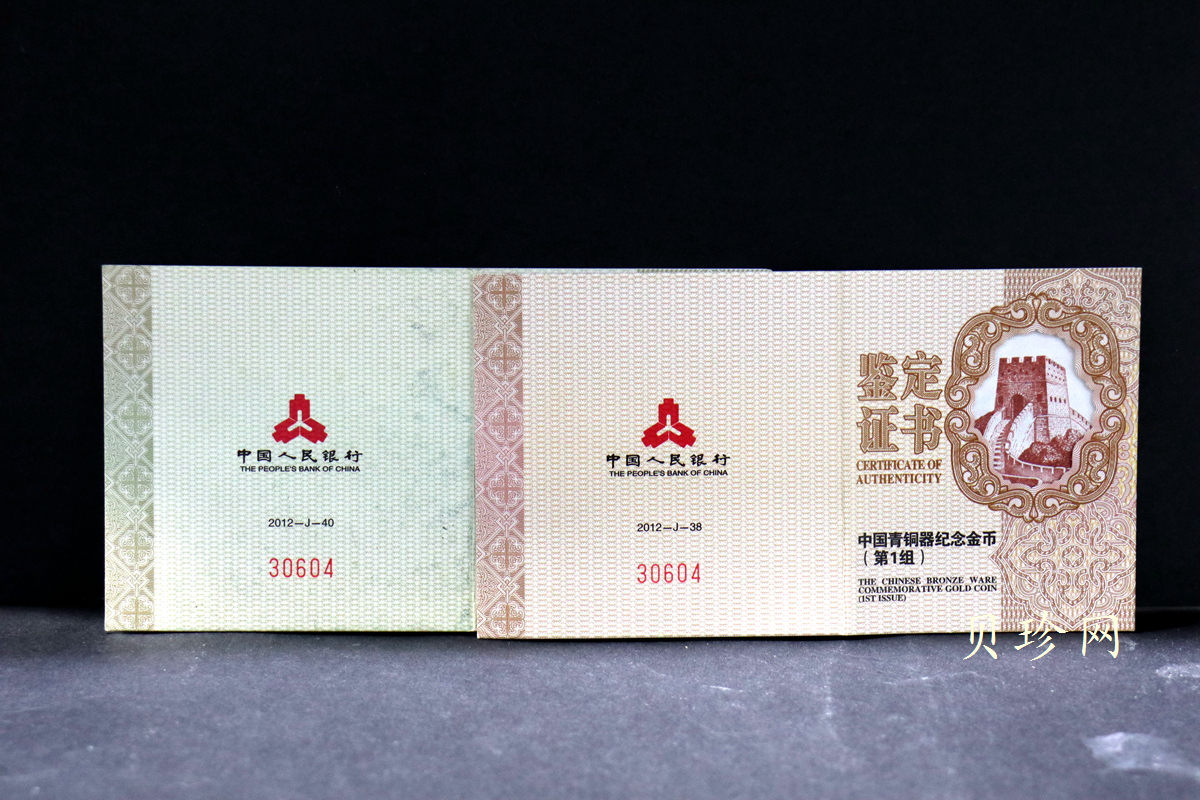 中国人民银行
THE PEOPLE'S BANK OF CHINA
2012-J-40
30604
中国人民银行
THE PEOPLE'S BANK OF CHINA
2012-J-38
30604
鉴定
证书
CERTIFICATE OF
AUTHENTICITY
中国青铜器纪念金币
（第1组）
THE CHINESE BRONZE WARE
COMMEMORATIVE GOLD COIN
(1ST ISSUE)
贝珍网